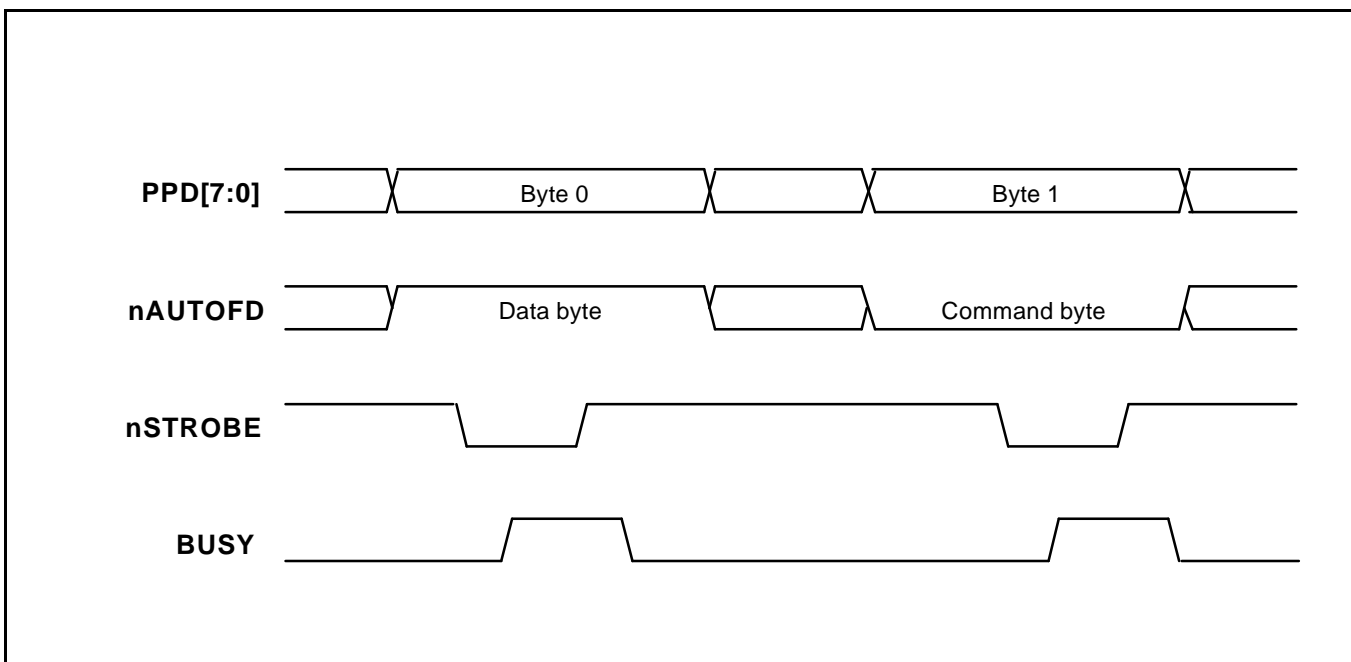 PPD[7:0] Byte 0 Byte 1
nAUTOFD Data byte Command byte
nSTROBE
BUSY